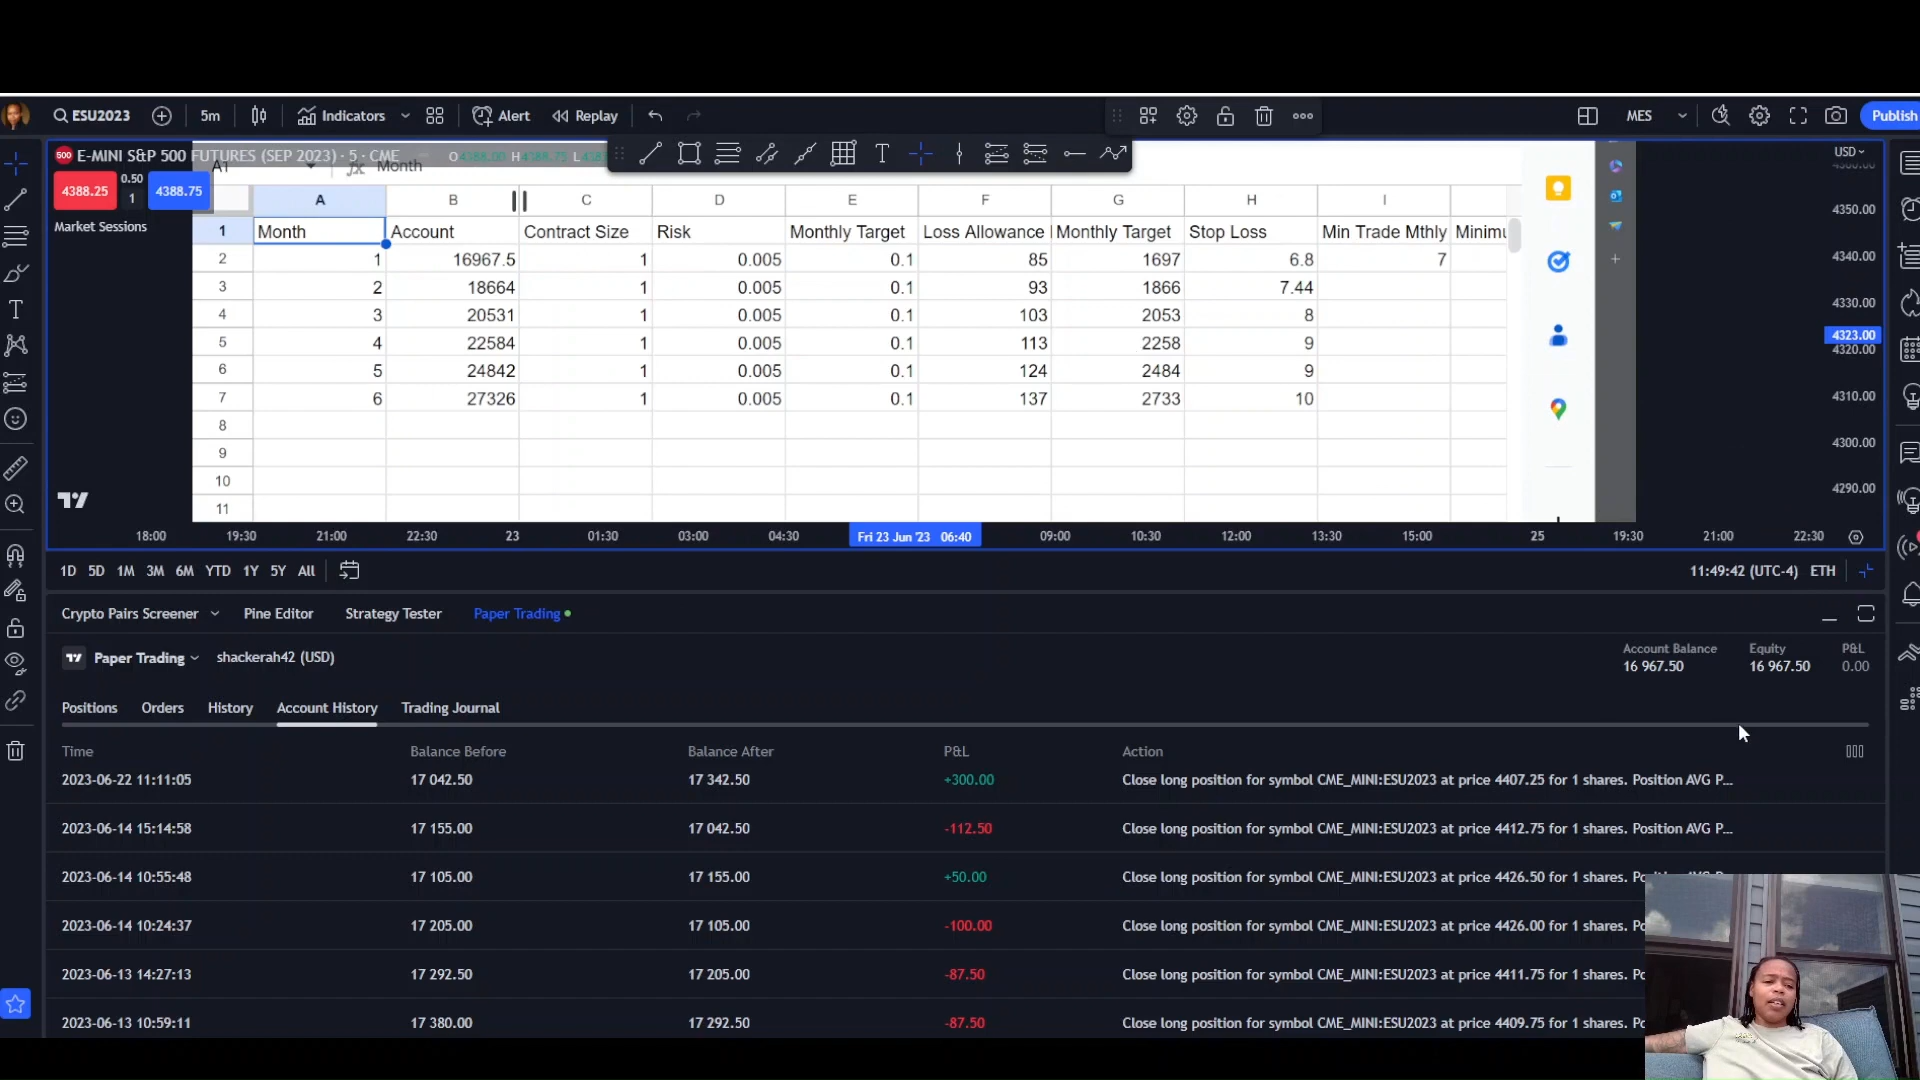 ESU2023 5m Indicators Alert Replay MES Publish
500 E-MINI S&P 500 FUTURES (SEP 2023) · 5 · CME O4388.00 H4388.75 USD
A1 fx Month
4388.25 0.50 1 4388.75
Market Sessions
A B C D E F G H I
1 Month Account Contract Size Risk Monthly Target Loss Allowance Monthly Target Stop Loss Min Trade Mthly
2 1 16967.5 1 0.005 0.1 85 1697 6.8 7
3 2 18664 1 0.005 0.1 93 1866 7.44
4 3 20531 1 0.005 0.1 103 2053 8
5 4 22584 1 0.005 0.1 113 2258 9
6 5 24842 1 0.005 0.1 124 2484 9
7 6 27326 1 0.005 0.1 137 2733 10
8
9
10
11
4350.00
4340.00
4330.00
4323.00
4320.00
4310.00
4300.00
4290.00
18:00 19:30 21:00 22:30 23 01:30 03:00 04:30 Fri 23 Jun '23 06:40 09:00 10:30 12:00 13:30 15:00 25 19:30 21:00 22:30
1D 5D 1M 3M 6M YTD 1Y 5Y All 11:49:42 (UTC-4) ETH
Crypto Pairs Screener Pine Editor Strategy Tester Paper Trading
Paper Trading shackerah42 (USD)
Account Balance Equity P&L
16 967.50 16 967.50 0.00
Positions Orders History Account History Trading Journal
Time Balance Before Balance After P&L Action
2023-06-22 11:11:05 17 042.50 17 342.50 +300.00 Close long position for symbol CME_MINI:ESU2023 at price 4407.25 for 1 shares. Position AVG P...
2023-06-14 15:14:58 17 155.00 17 042.50 -112.50 Close long position for symbol CME_MINI:ESU2023 at price 4412.75 for 1 shares. Position AVG P...
2023-06-14 10:55:48 17 105.00 17 155.00 +50.00 Close long position for symbol CME_MINI:ESU2023 at price 4426.50 for 1 shares.
2023-06-14 10:24:37 17 205.00 17 105.00 -100.00 Close long position for symbol CME_MINI:ESU2023 at price 4426.00 for 1 shares.
2023-06-13 14:27:13 17 292.50 17 205.00 -87.50 Close long position for symbol CME_MINI:ESU2023 at price 4411.75 for 1 shares.
2023-06-13 10:59:11 17 380.00 17 292.50 -87.50 Close long position for symbol CME_MINI:ESU2023 at price 4409.75 for 1 shares.